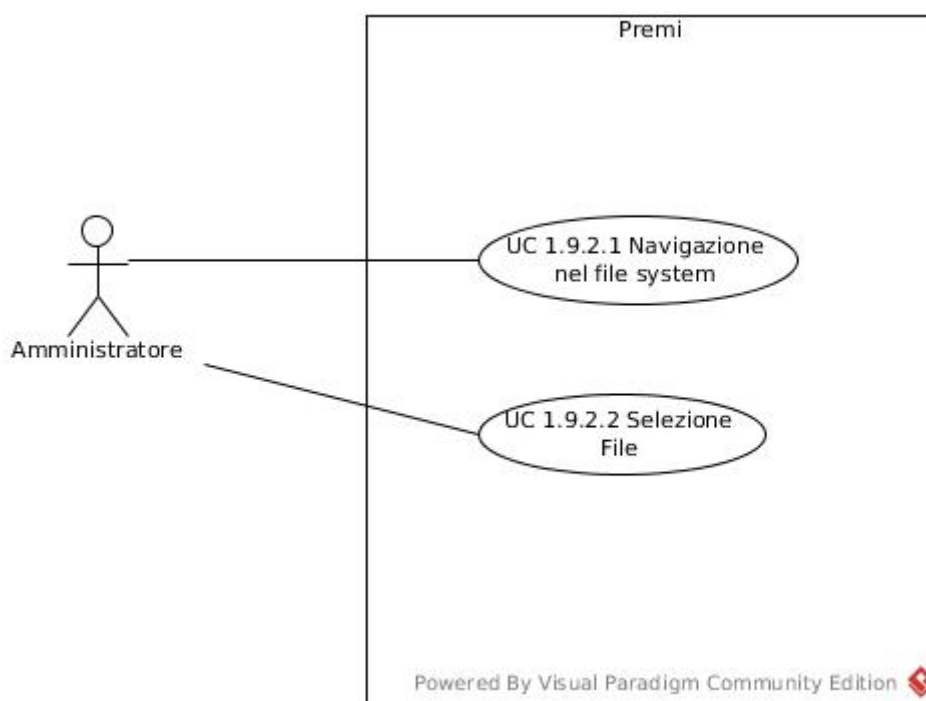 Premi
UC 1.9.2.1 Navigazione
nel file system
Amministratore
UC 1.9.2.2 Selezione
File
Powered By Visual Paradigm Community Edition